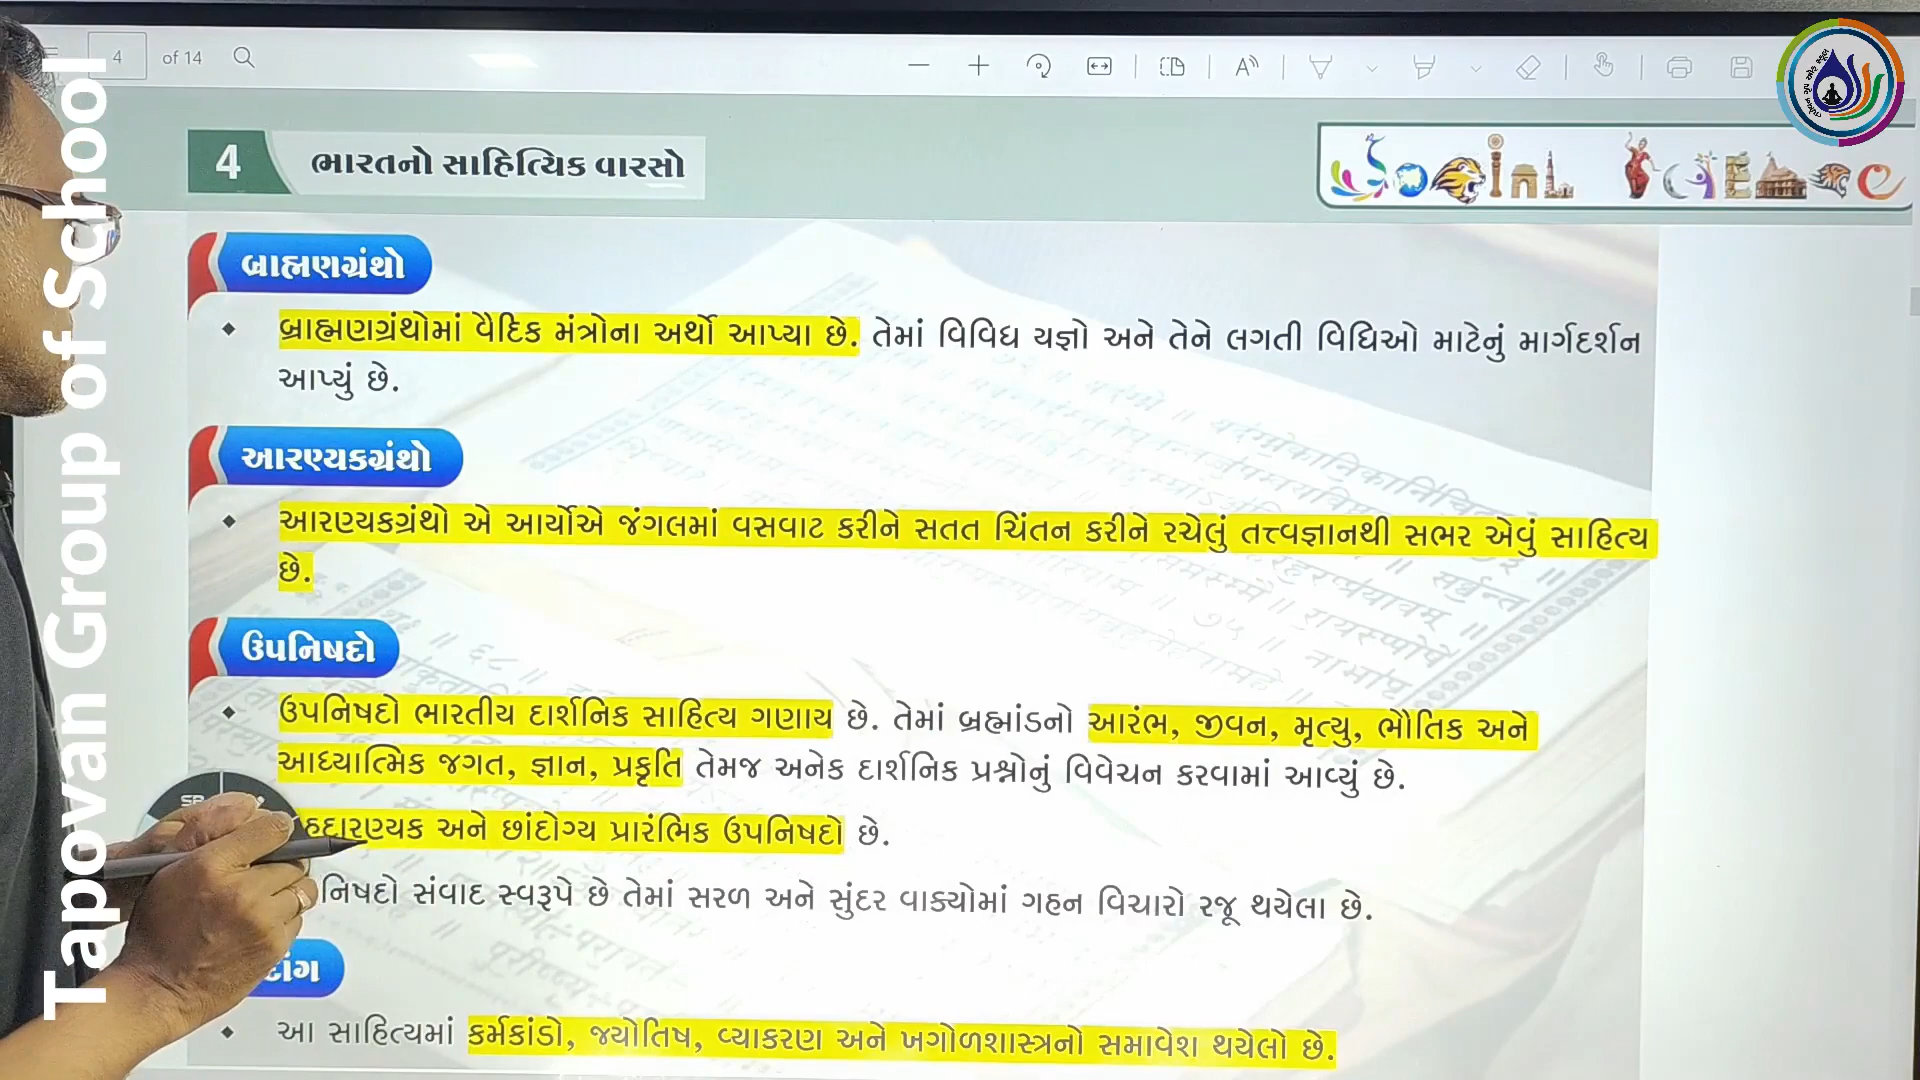 4
of 14
4
ભારતનો સાહિત્યિક વારસો
Social Science
બ્રાહ્મણગ્રંથો
બ્રાહ્મણગ્રંથોમાં વૈદિક મંત્રોના અર્થો આપ્યા છે. તેમાં વિવિધ યજ્ઞો અને તેને લગતી વિધિઓ માટેનું માર્ગદર્શન
આપ્યું છે.
આરણ્યકગ્રંથો
આરણ્યકગ્રંથો એ આર્યોએ જંગલમાં વસવાટ કરીને સતત ચિંતન કરીને રચેલું તત્ત્વજ્ઞાનથી સભર એવું સાહિત્ય
છે.
ઉપનિષદો
ઉપનિષદો ભારતીય દાર્શનિક સાહિત્ય ગણાય છે. તેમાં બ્રહ્માંડનો આરંભ, જીવન, મૃત્યુ, ભૌતિક અને
આધ્યાત્મિક જગત, જ્ઞાન, પ્રકૃતિ તેમજ અનેક દાર્શનિક પ્રશ્નોનું વિવેચન કરવામાં આવ્યું છે.
હદારણ્યક અને છાંદોગ્ય પ્રારંભિક ઉપનિષદો છે.
નિષદો સંવાદ સ્વરૂપે છે તેમાં સરળ અને સુંદર વાક્યોમાં ગહન વિચારો રજૂ થયેલા છે.
દાંગ
આ સાહિત્યમાં કર્મકાંડો, જ્યોતિષ, વ્યાકરણ અને ખગોળશાસ્ત્રનો સમાવેશ થયેલો છે.
Tapovan Group of School